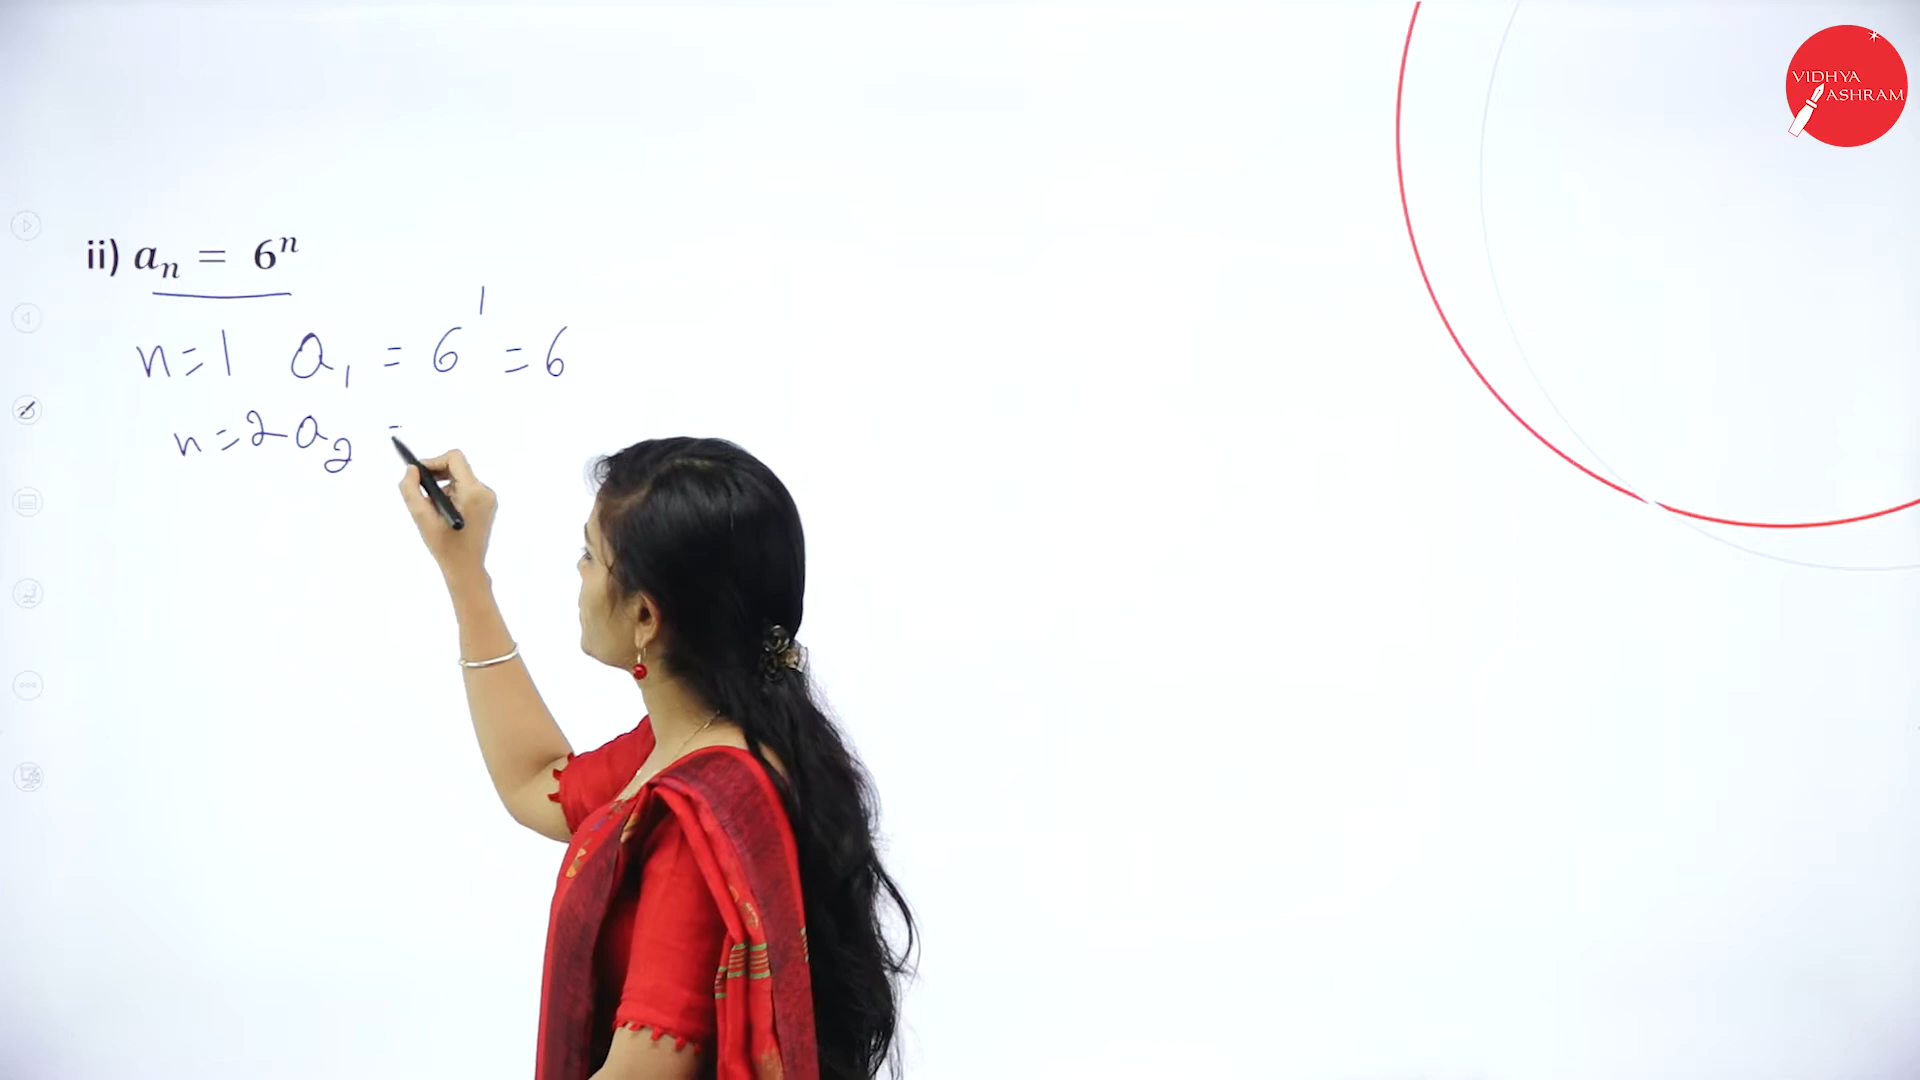 VIDHYA
ASHRAM
ii) aₙ = 6ⁿ
n=1 a₁ = 6¹ = 6
n=2 a₂ =